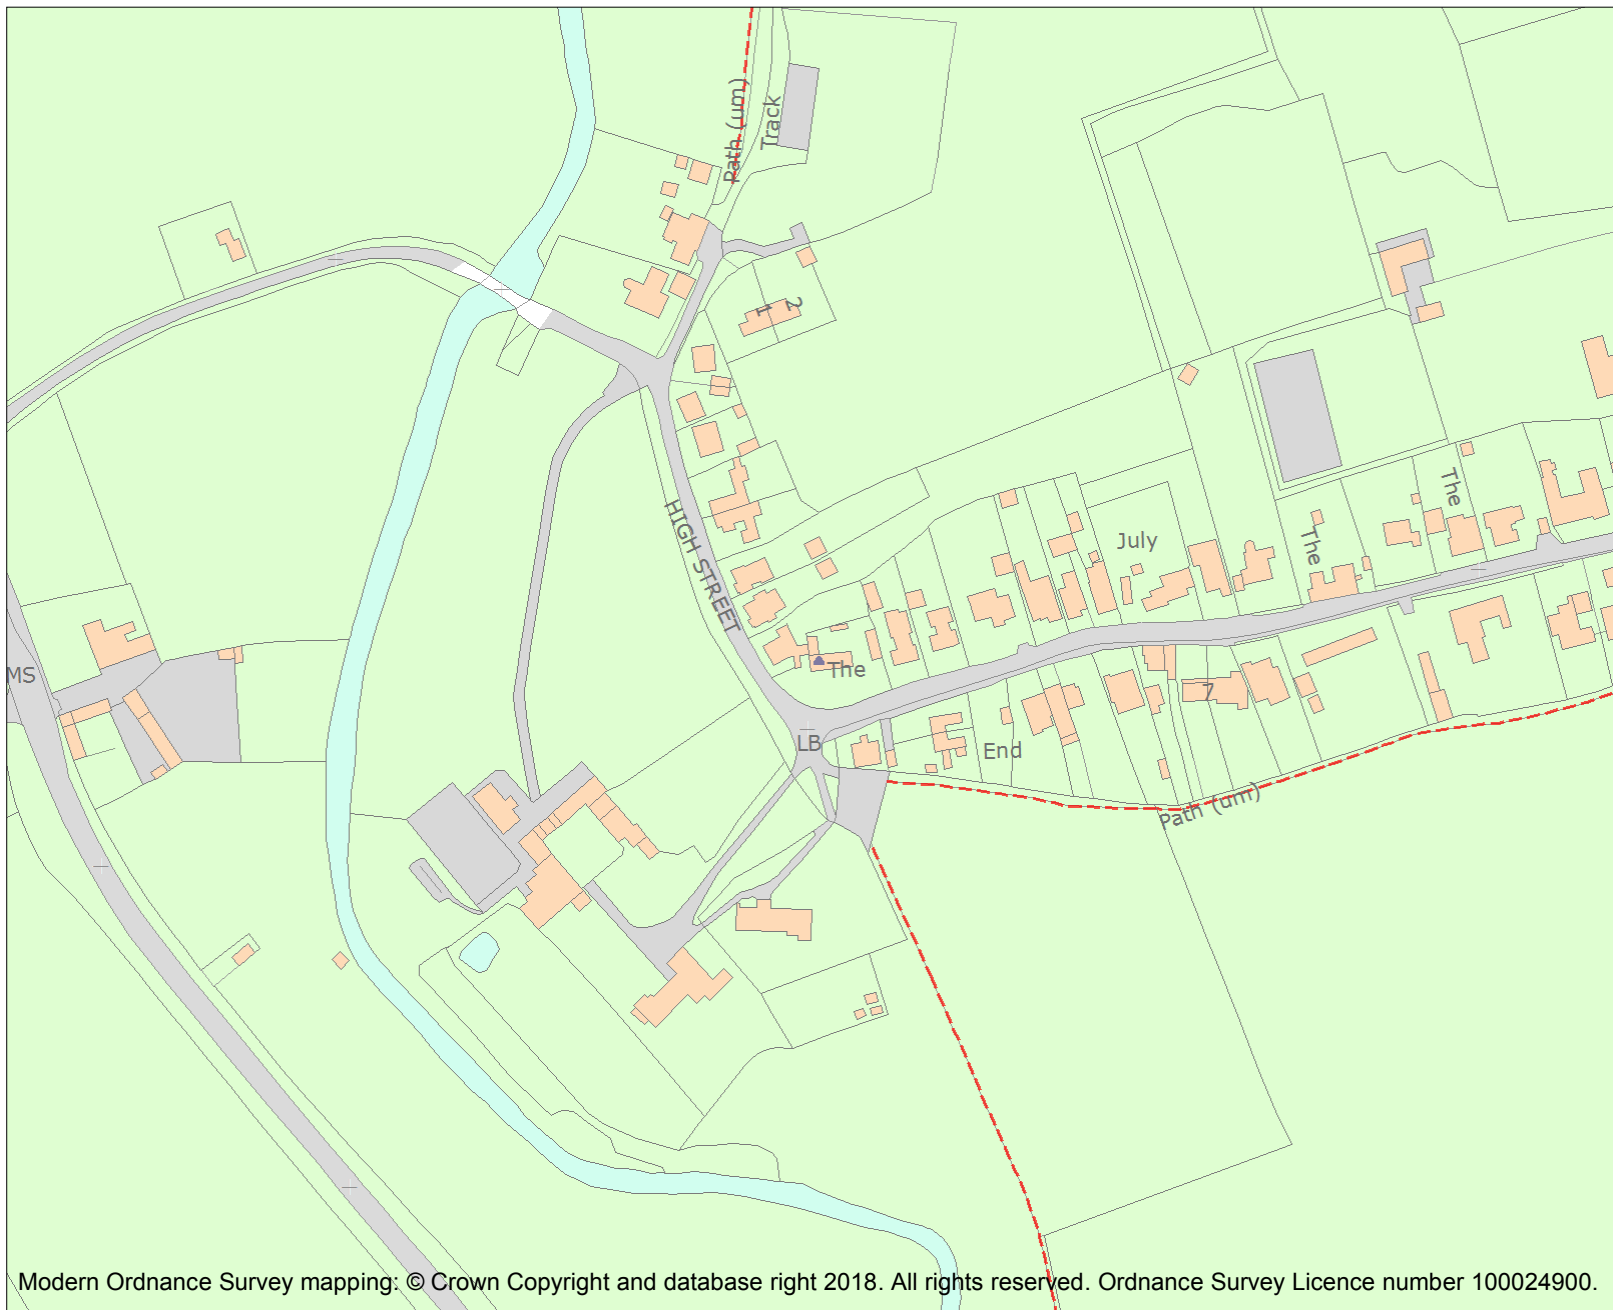 Path (um)
Track
1
2
HIGH STREET
July
The
The
MS
The
7
LB
End
Path (um)
Modern Ordnance Survey mapping: © Crown Copyright and database right 2018. All rights reserved. Ordnance Survey Licence number 100024900.